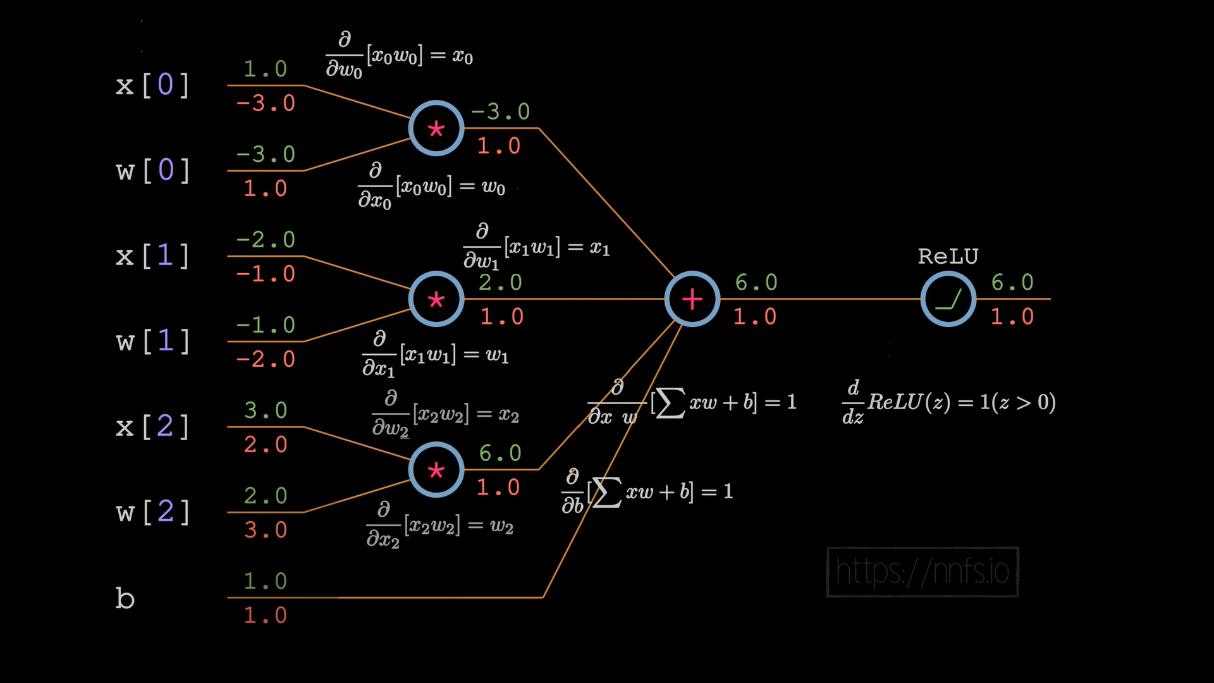 ∂/∂w₀[x₀w₀] = x₀
x[0] 1.0
-3.0
-3.0
1.0
w[0] -3.0
1.0
∂/∂x₀[x₀w₀] = w₀
x[1] -2.0
-1.0
∂/∂w₁[x₁w₁] = x₁
2.0
1.0
w[1] -1.0
-2.0
∂/∂x₁[x₁w₁] = w₁
+ 6.0
1.0
ReLU
6.0
1.0
x[2] 3.0
2.0
∂/∂w₂[x₂w₂] = x₂
6.0
1.0
w[2] 2.0
3.0
∂/∂x₂[x₂w₂] = w₂
∂/∂x w[∑ xw + b] = 1
d/dz ReLU(z) = 1(z > 0)
∂/∂b[∑ xw + b] = 1
b 1.0
1.0
https://nnfs.io